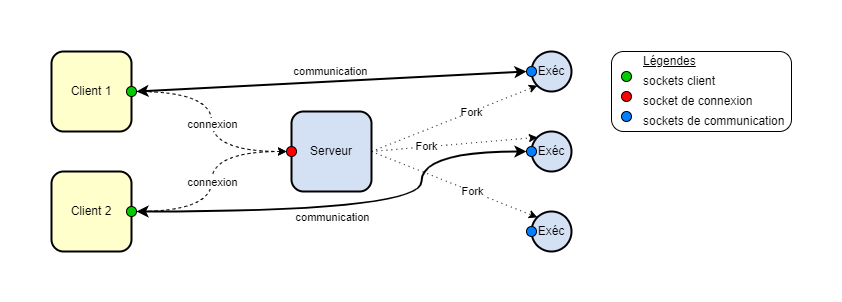 Client 1
Client 2
connexion
connexion
communication
communication
Serveur
Fork
Fork
Fork
Exéc
Exéc
Exéc
Légendes
sockets client
socket de connexion
sockets de communication